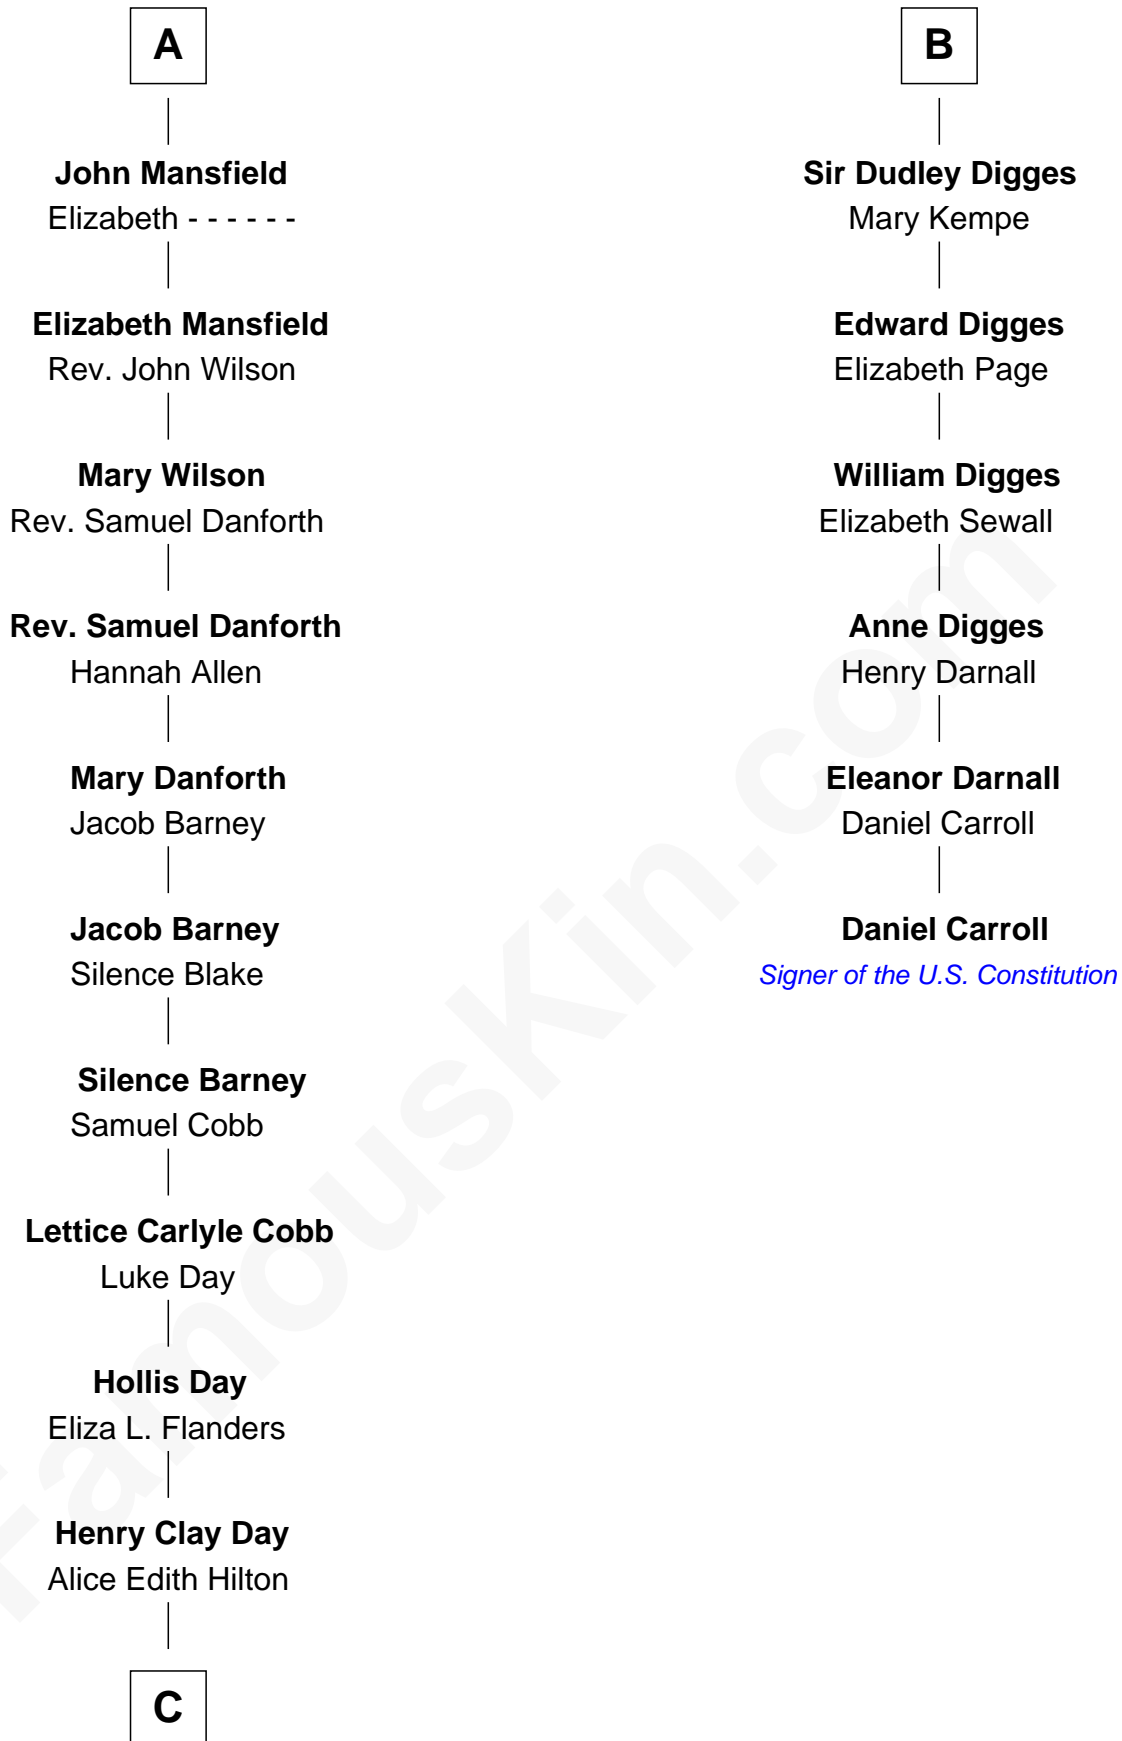 A
John Mansfield
Elizabeth - - - - - -
Elizabeth Mansfield
Rev. John Wilson
Mary Wilson
Rev. Samuel Danforth
Rev. Samuel Danforth
Hannah Allen
Mary Danforth
Jacob Barney
Jacob Barney
Silence Blake
Silence Barney
Samuel Cobb
Lettice Carlyle Cobb
Luke Day
Hollis Day
Eliza L. Flanders
Henry Clay Day
Alice Edith Hilton
C
B
Sir Dudley Digges
Mary Kempe
Edward Digges
Elizabeth Page
William Digges
Elizabeth Sewall
Anne Digges
Henry Darnall
Eleanor Darnall
Daniel Carroll
Daniel Carroll
Signer of the U.S. Constitution
FamousKin.com